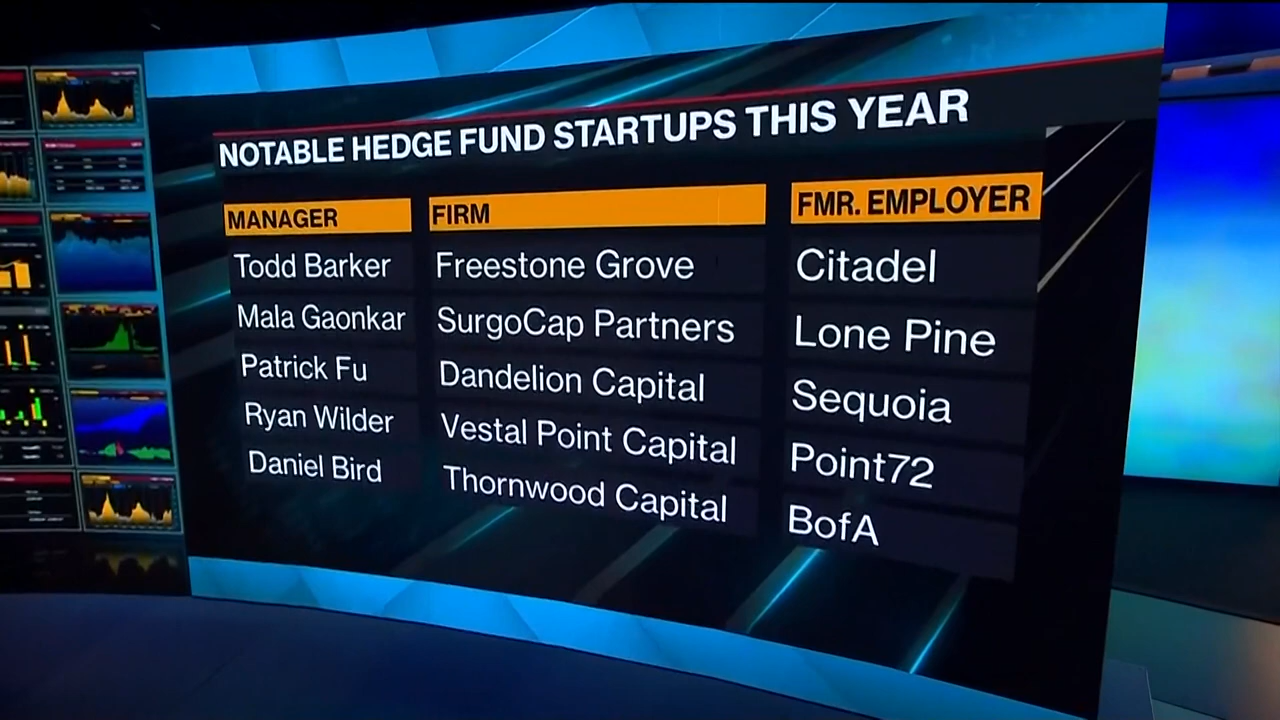 NOTABLE HEDGE FUND STARTUPS THIS YEAR
MANAGER FIRM FMR. EMPLOYER
Todd Barker Freestone Grove Citadel
Mala Gaonkar SurgoCap Partners Lone Pine
Patrick Fu Dandelion Capital Sequoia
Ryan Wilder Vestal Point Capital Point72
Daniel Bird Thornwood Capital BofA